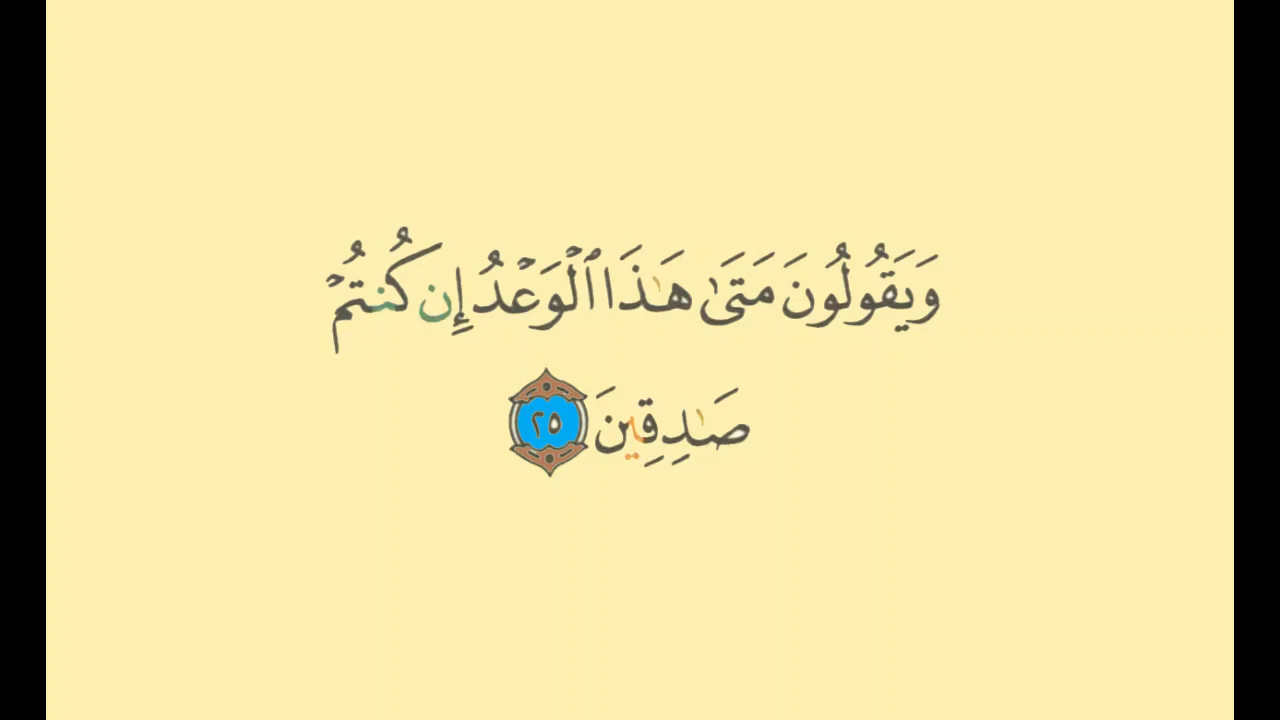 وَيَقُولُونَ مَتَىٰ هَـٰذَا ٱلۡوَعۡدُ إِن كُنتُمۡ
صَـٰدِقِينَ ٢٥